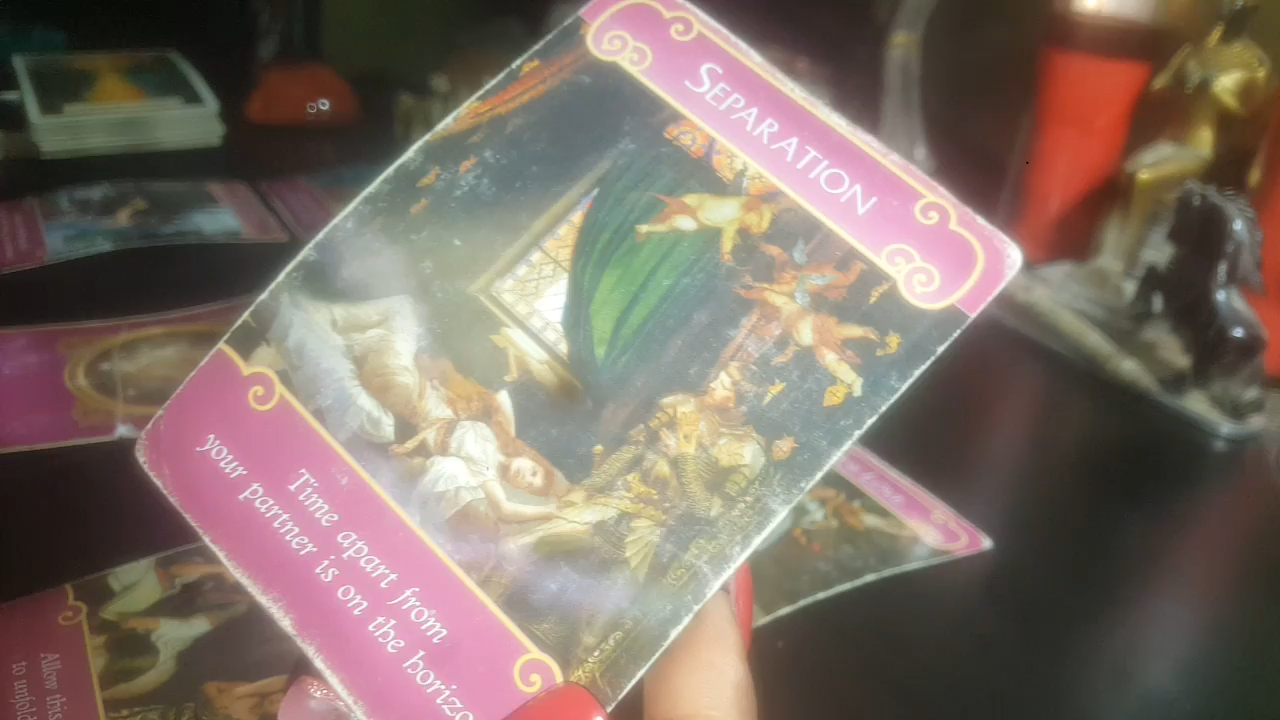 SEPARATION
Time apart from
your partner is on the horizo
Allow this
to unfold